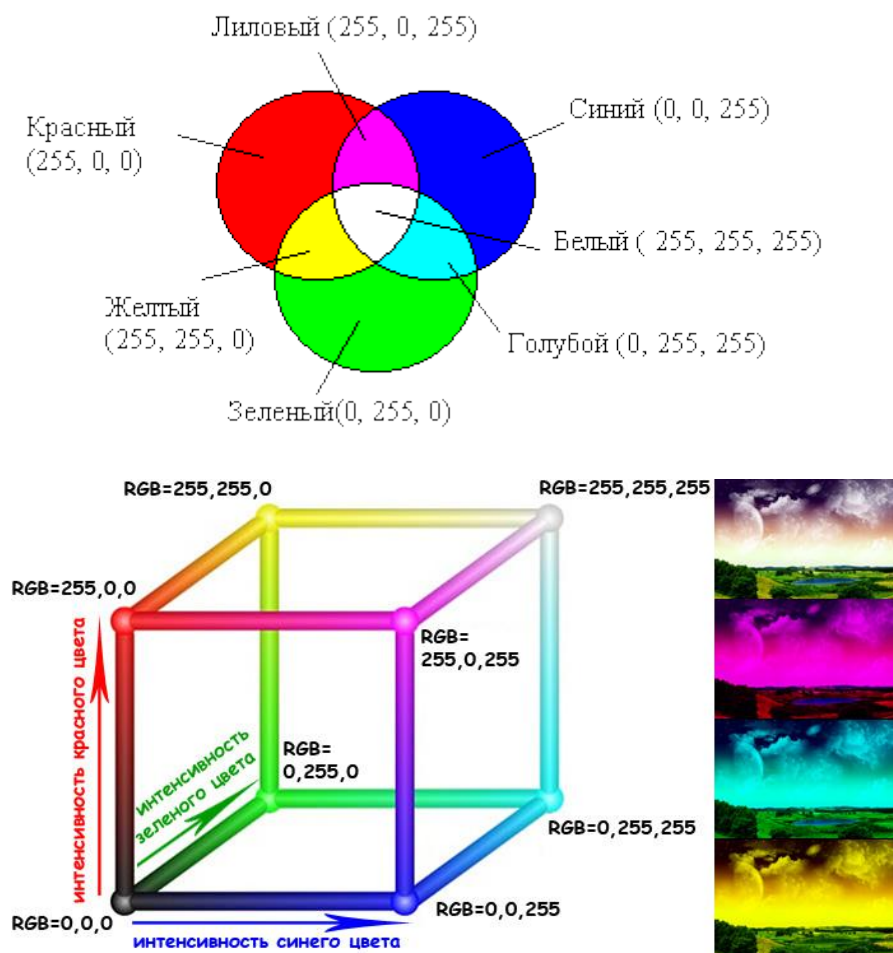 Лиловый (255, 0, 255)
Синий (0, 0, 255)
Красный
(255, 0, 0)
Белый ( 255, 255, 255)
Желтый
(255, 255, 0)
Голубой (0, 255, 255)
Зеленый(0, 255, 0)
RGB=255,255,0
RGB=255,255,255
RGB=255,0,0
RGB=
255,0,255
интенсивность красного цвета
интенсивность
зеленого цвета
RGB=
0,255,0
RGB=0,255,255
RGB=0,0,0
RGB=0,0,255
интенсивность синего цвета